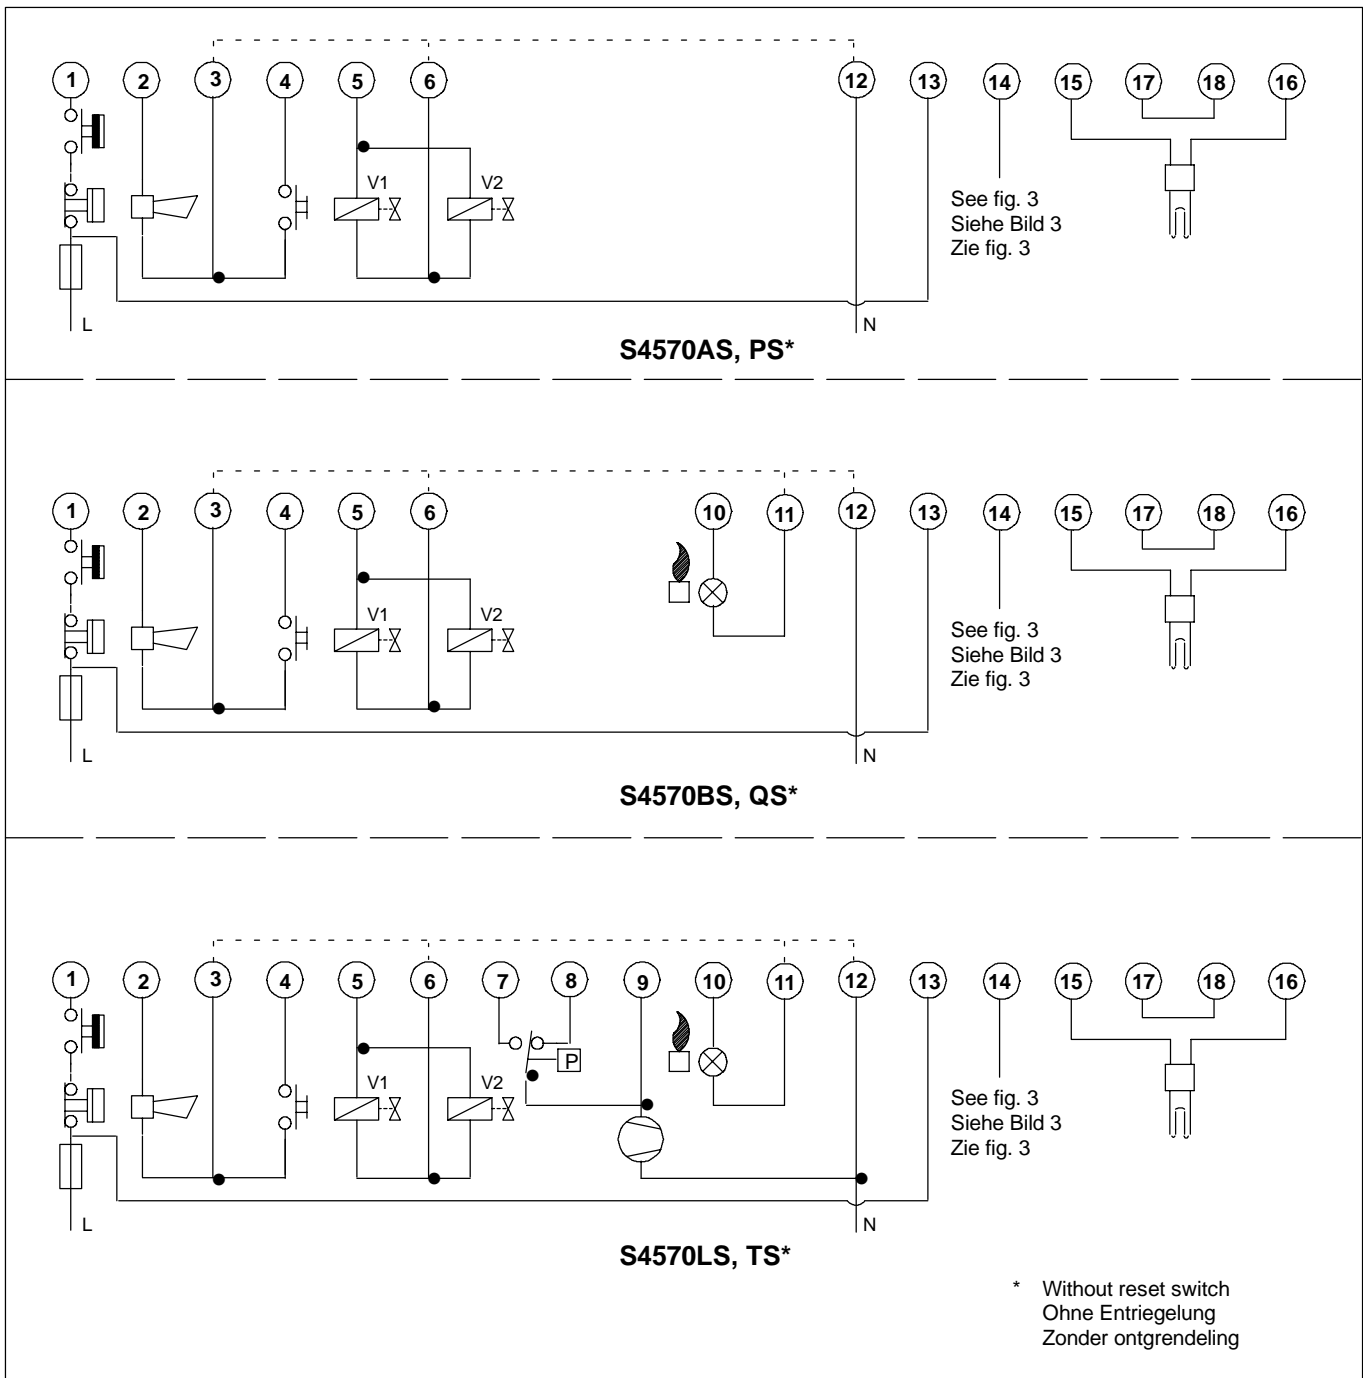 1 2 3 4 5 6 12 13 14 15 17 18 16
V1 V2
See fig. 3
Siehe Bild 3
Zie fig. 3
L N
S4570AS, PS*
1 2 3 4 5 6 10 11 12 13 14 15 17 18 16
V1 V2
See fig. 3
Siehe Bild 3
Zie fig. 3
L N
S4570BS, QS*
1 2 3 4 5 6 7 8 9 10 11 12 13 14 15 17 18 16
P
V1 V2
See fig. 3
Siehe Bild 3
Zie fig. 3
L N
S4570LS, TS*
* Without reset switch
Ohne Entriegelung
Zonder ontgrendeling